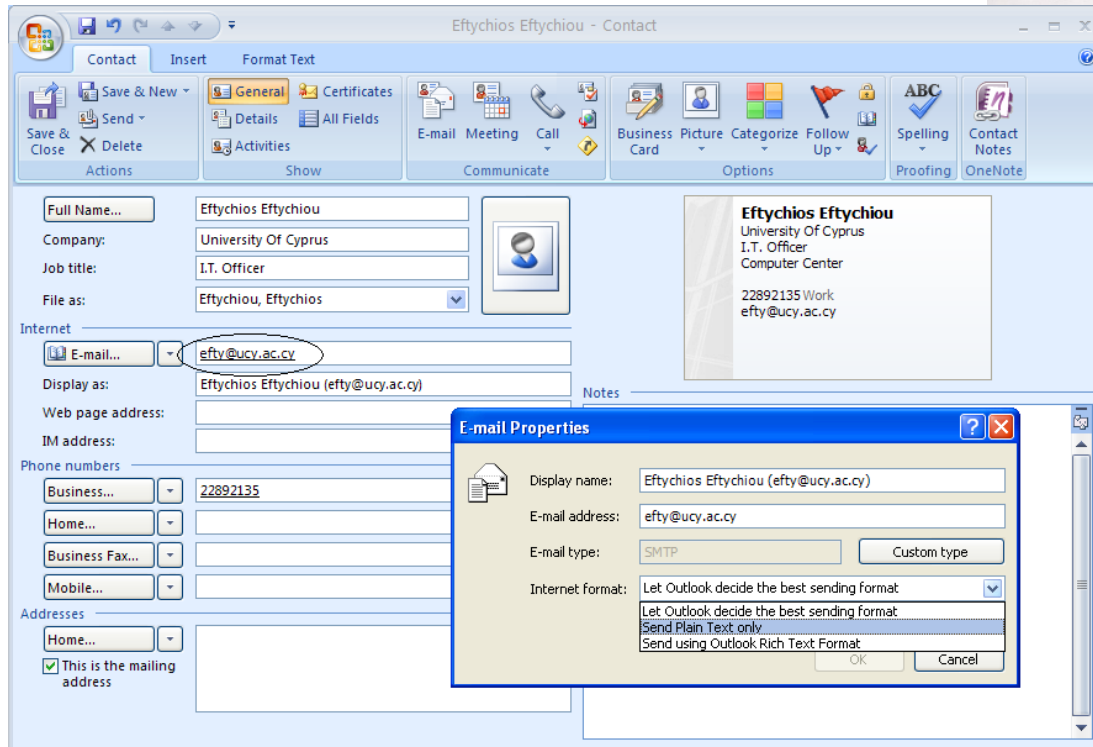 Eftychios Eftychiou - Contact
Contact Insert Format Text
Save & Close
Save & New
Send
Delete
Actions
General
Certificates
Details
All Fields
Activities
Show
E-mail
Meeting
Call
Communicate
Business Card
Picture
Categorize
Follow Up
Options
ABC
Spelling
Proofing
Contact Notes
OneNote
Full Name... Eftychios Eftychiou
Company: University Of Cyprus
Job title: I.T. Officer
File as: Eftychiou, Eftychios
Eftychios Eftychiou
University Of Cyprus
I.T. Officer
Computer Center
22892135 Work
efty@ucy.ac.cy
Internet
E-mail... efty@ucy.ac.cy
Display as: Eftychios Eftychiou (efty@ucy.ac.cy)
Web page address:
IM address:
Phone numbers
Business... 22892135
Home...
Business Fax...
Mobile...
Addresses
Home...
This is the mailing
address
Notes
E-mail Properties
Display name: Eftychios Eftychiou (efty@ucy.ac.cy)
E-mail address: efty@ucy.ac.cy
E-mail type: SMTP Custom type
Internet format: Let Outlook decide the best sending format
Let Outlook decide the best sending format
Send Plain Text only
Send using Outlook Rich Text Format
OK Cancel